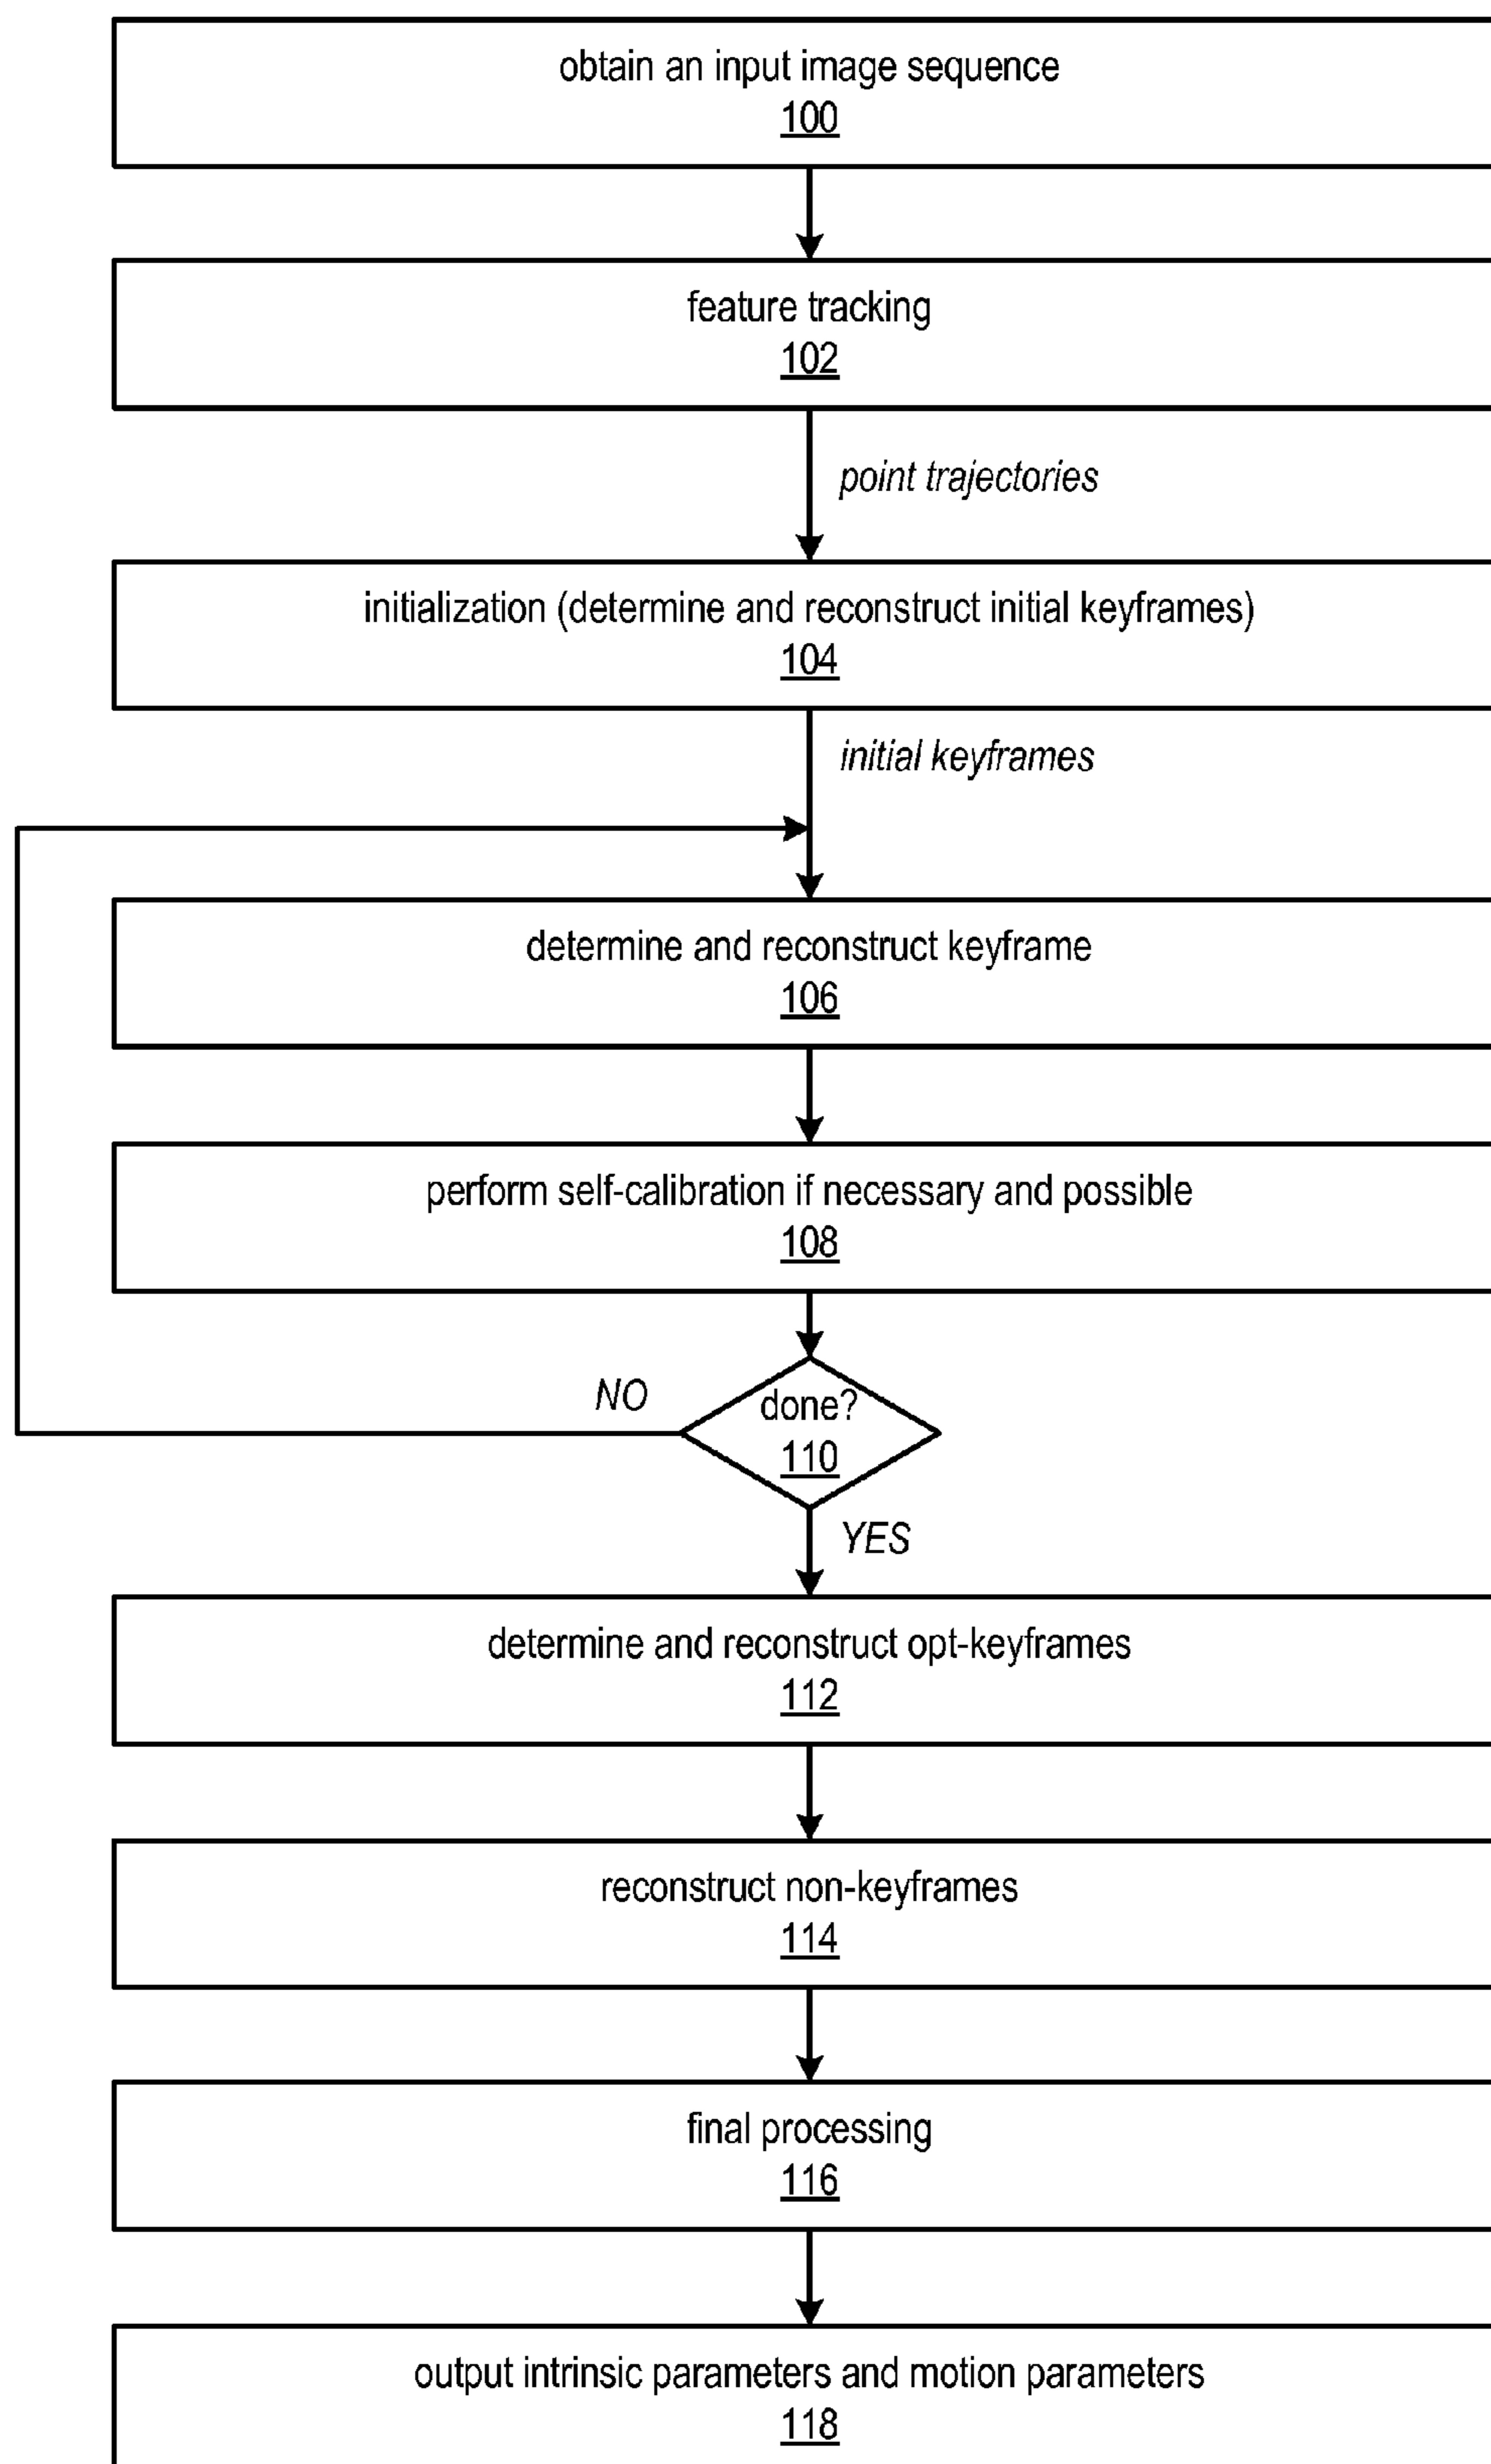 obtain an input image sequence
100
feature tracking
102
point trajectories
initialization (determine and reconstruct initial keyframes)
104
initial keyframes
determine and reconstruct keyframe
106
perform self-calibration if necessary and possible
108
NO
done?
110
YES
determine and reconstruct opt-keyframes
112
reconstruct non-keyframes
114
final processing
116
output intrinsic parameters and motion parameters
118